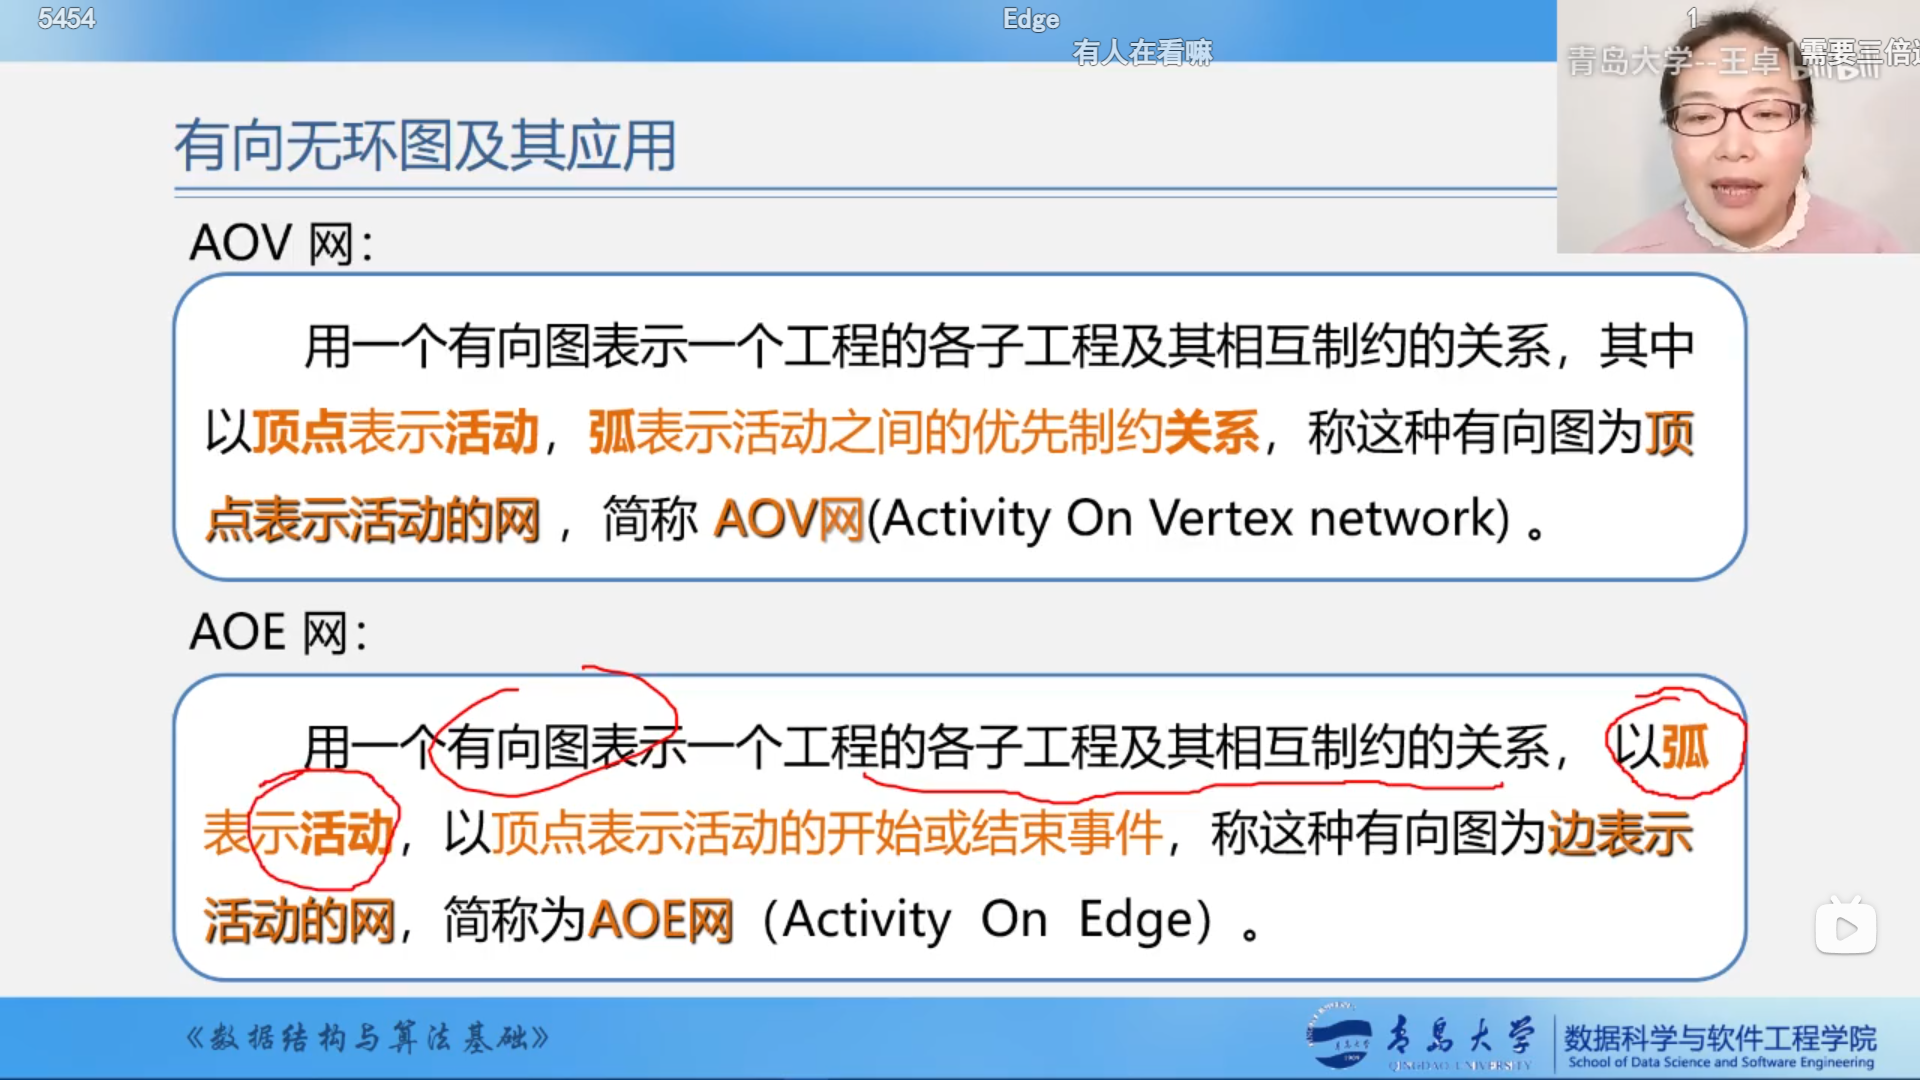 5454
Edge
1
有人在看嘛
青岛大学--王卓
bilibili
需要三倍速
有向无环图及其应用
AOV 网：
用一个有向图表示一个工程的各子工程及其相互制约的关系，其中
以顶点表示活动，弧表示活动之间的优先制约关系，称这种有向图为顶
点表示活动的网 ，简称 AOV网(Activity On Vertex network) 。
AOE 网：
用一个有向图表示一个工程的各子工程及其相互制约的关系， 以弧
表示活动，以顶点表示活动的开始或结束事件，称这种有向图为边表示
活动的网，简称为AOE网（Activity On Edge）。
《数据结构与算法基础》
青岛大学
QINGDAO UNIVERSITY
数据科学与软件工程学院
School of Data Science and Software Engineering